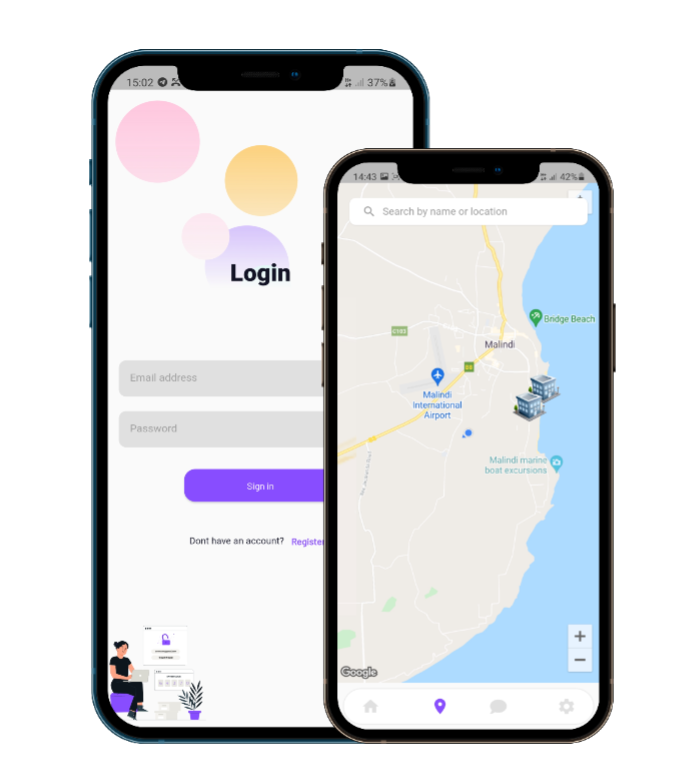 15:02
37%
Login
Email address
Password
Sign in
Dont have an account? Register
14:43
42%
Search by name or location
Bridge Beach
C103
Malindi
Malindi
International
Airport
Malindi marine
boat excursions
Google